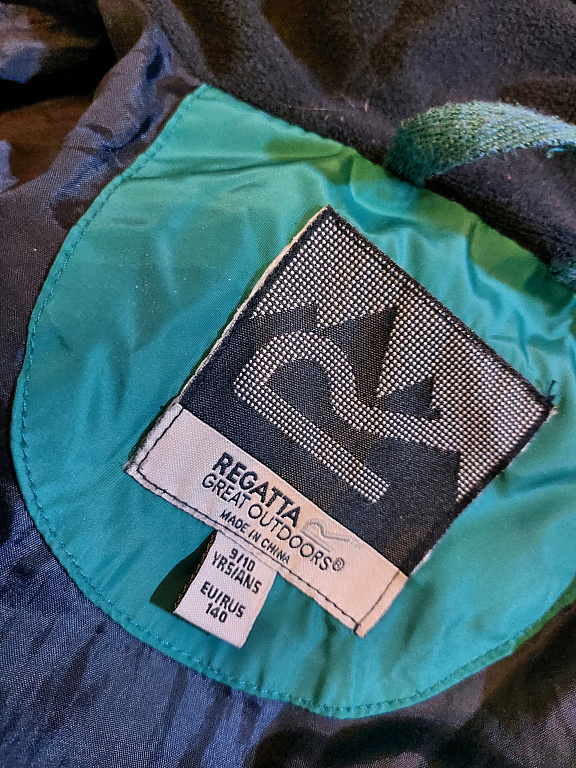 REGATTA
GREAT OUTDOORS®
MADE IN CHINA
9/10
YRS/ANS
EU/RUS
140